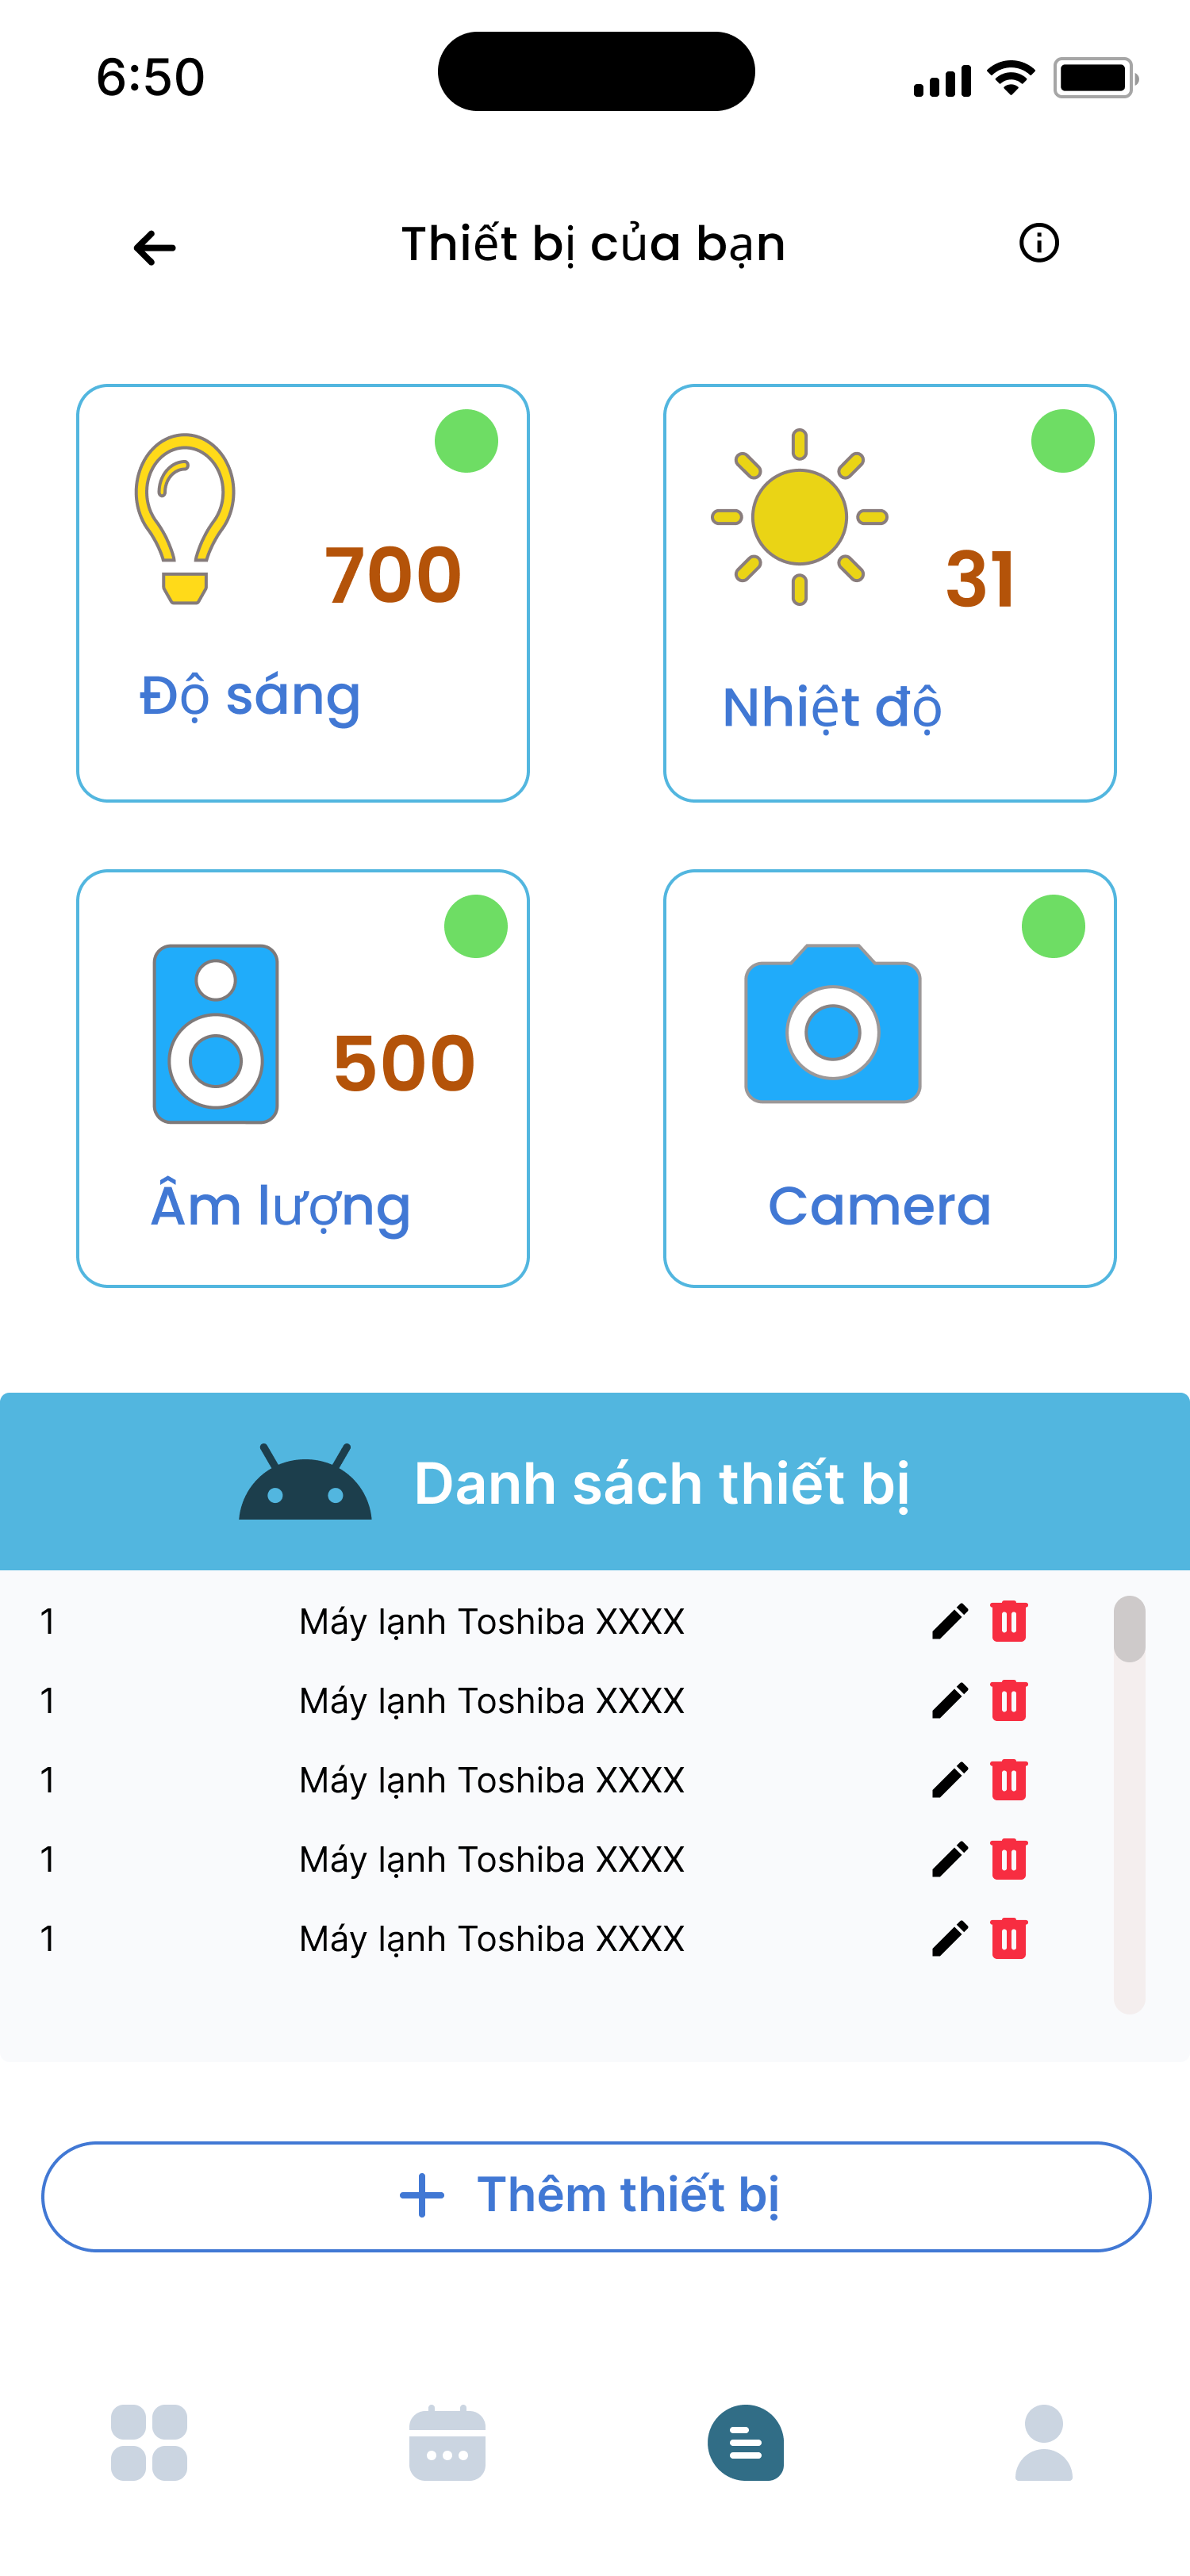 6:50
Thiết bị của bạn
700
Độ sáng
31
Nhiệt độ
500
Âm lượng
Camera
Danh sách thiết bị
1 Máy lạnh Toshiba XXXX
1 Máy lạnh Toshiba XXXX
1 Máy lạnh Toshiba XXXX
1 Máy lạnh Toshiba XXXX
1 Máy lạnh Toshiba XXXX
Thêm thiết bị